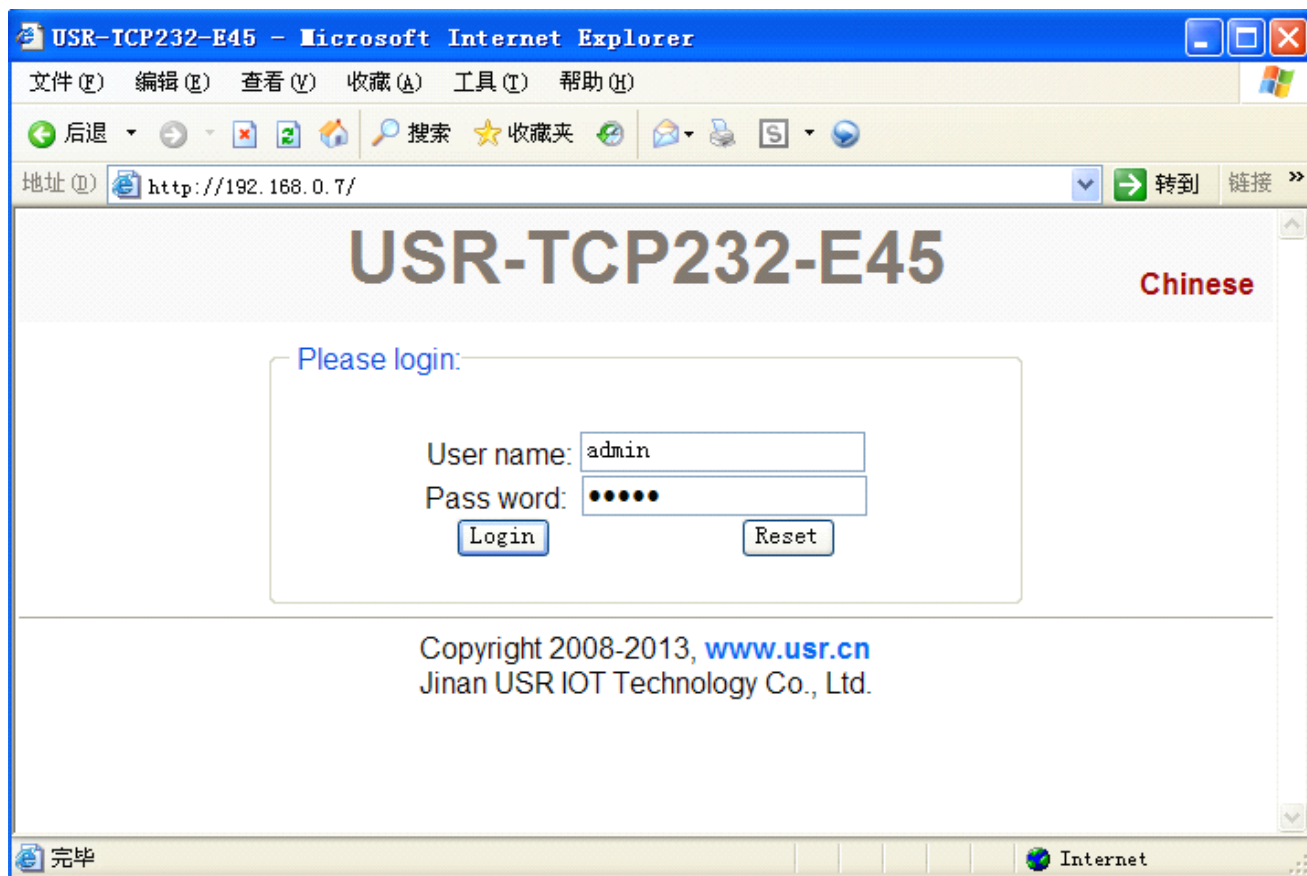 USR-TCP232-E45 - Microsoft Internet Explorer
文件(F) 编辑(E) 查看(V) 收藏(A) 工具(T) 帮助(H)
后退 搜索 收藏夹 S
地址(D) http://192.168.0.7/ 转到 链接 »
USR-TCP232-E45
Chinese
Please login:
User name: admin
Pass word: •••••
Login Reset
Copyright 2008-2013, www.usr.cn
Jinan USR IOT Technology Co., Ltd.
完毕 Internet